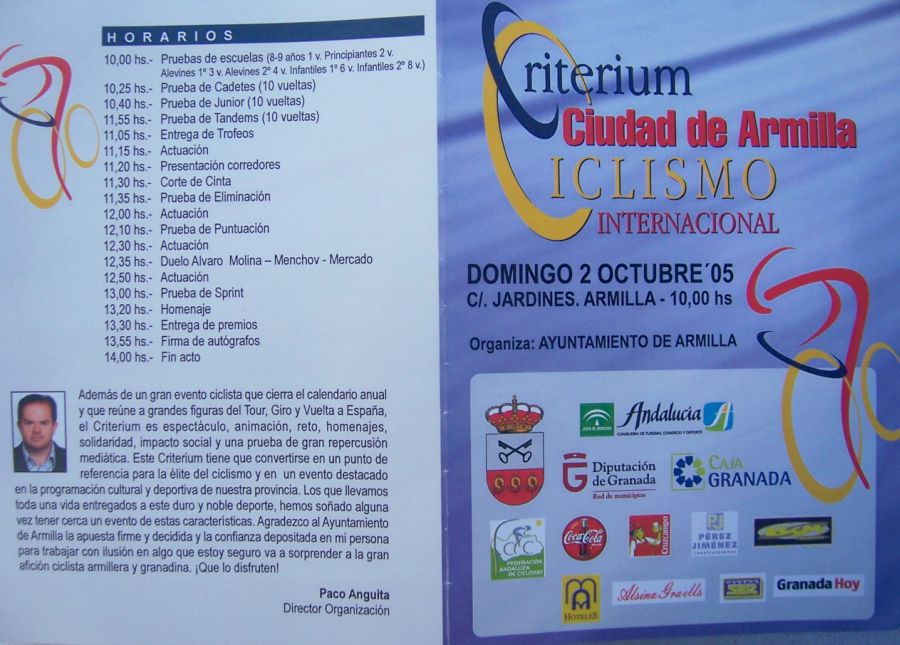 HORARIOS
10,00 hs.- Pruebas de escuelas (8-9 años 1 v. Principiantes 2 v.
Alevines 1º 3 v. Alevines 2º 4 v. Infantiles 1º 6 v. Infantiles 2º 8 v.)
10,25 hs.- Prueba de Cadetes (10 vueltas)
10,40 hs.- Prueba de Junior (10 vueltas)
11,55 hs.- Prueba de Tandems (10 vueltas)
11,05 hs.- Entrega de Trofeos
11,15 hs.- Actuación
11,20 hs.- Presentación corredores
11,30 hs.- Corte de Cinta
11,35 hs.- Prueba de Eliminación
12,00 hs.- Actuación
12,10 hs.- Prueba de Puntuación
12,30 hs.- Actuación
12,35 hs.- Duelo Alvaro Molina – Menchov - Mercado
12,50 hs.- Actuación
13,00 hs.- Prueba de Sprint
13,20 hs.- Homenaje
13,30 hs.- Entrega de premios
13,55 hs.- Firma de autógrafos
14,00 hs.- Fin acto
Además de un gran evento ciclista que cierra el calendario anual
y que reúne a grandes figuras del Tour, Giro y Vuelta a España,
el Criterium es espectáculo, animación, reto, homenajes,
solidaridad, impacto social y una prueba de gran repercusión
mediática. Este Criterium tiene que convertirse en un punto de
referencia para la élite del ciclismo y en un evento destacado
en la programación cultural y deportiva de nuestra provincia. Los que llevamos
toda una vida entregados a este duro y noble deporte, hemos soñado alguna
vez tener cerca un evento de estas características. Agradezco al Ayuntamiento
de Armilla la apuesta firme y decidida y la confianza depositada en mi persona
para trabajar con ilusión en algo que estoy seguro va a sorprender a la gran
afición ciclista armillera y granadina. ¡Que lo disfruten!
Paco Anguita
Director Organización
Criterium
Ciudad de Armilla
CICLISMO
INTERNACIONAL
DOMINGO 2 OCTUBRE´05
C/. JARDINES. ARMILLA - 10,00 hs
Organiza: AYUNTAMIENTO DE ARMILLA
JUNTA DE ANDALUCIA
Andalucía
CONSEJERIA DE TURISMO, COMERCIO Y DEPORTE
Diputación
de Granada
Red de municipios
CAJA
GRANADA
FEDERACIÓN
ANDALUZA
DE CICLISMO
Coca-Cola
Cruzcampo
PÉREZ
JIMÉNEZ
construcciones
HOTELES
Alsina Graells
Granada Hoy